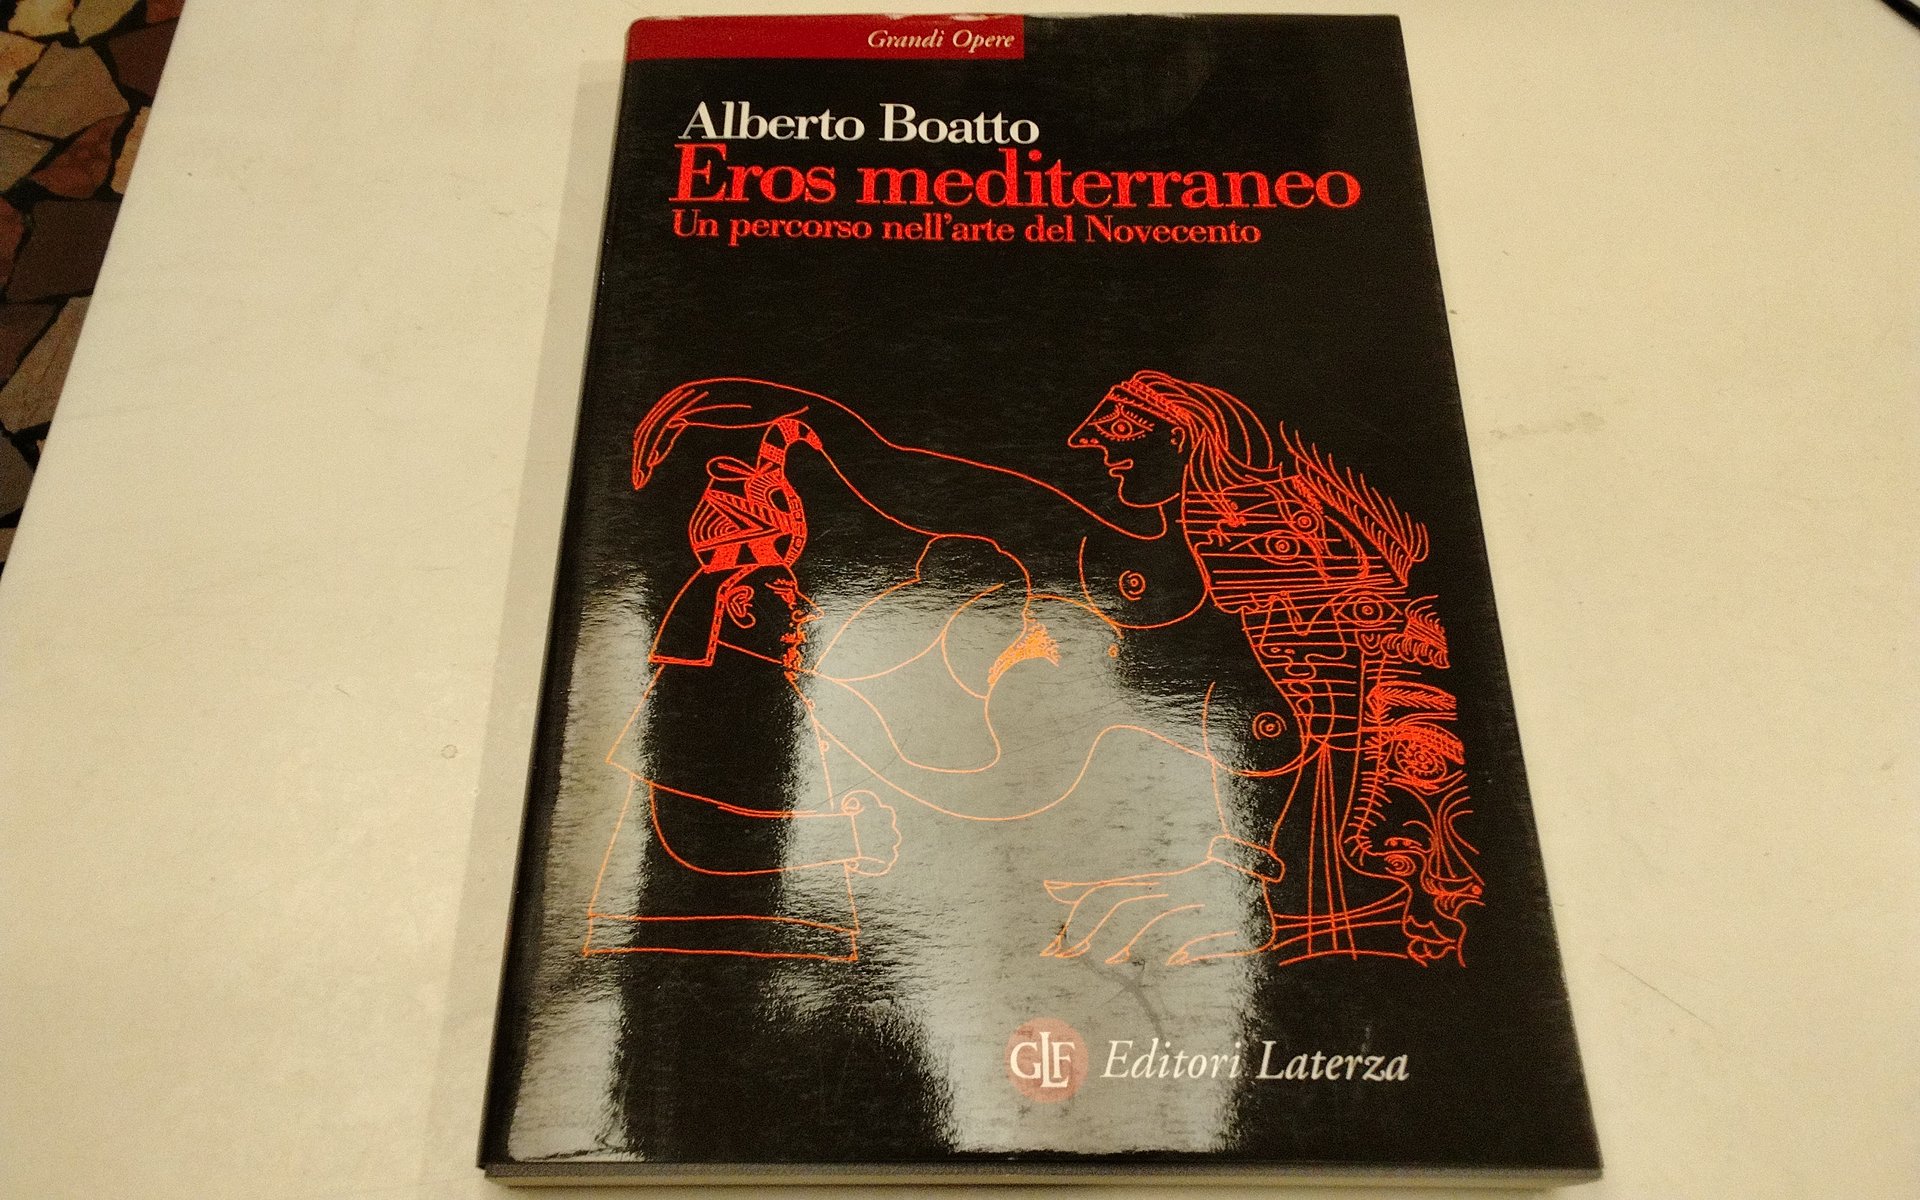 Grandi Opere
Alberto Boatto
Eros mediterraneo
Un percorso nell'arte del Novecento
GLF Editori Laterza